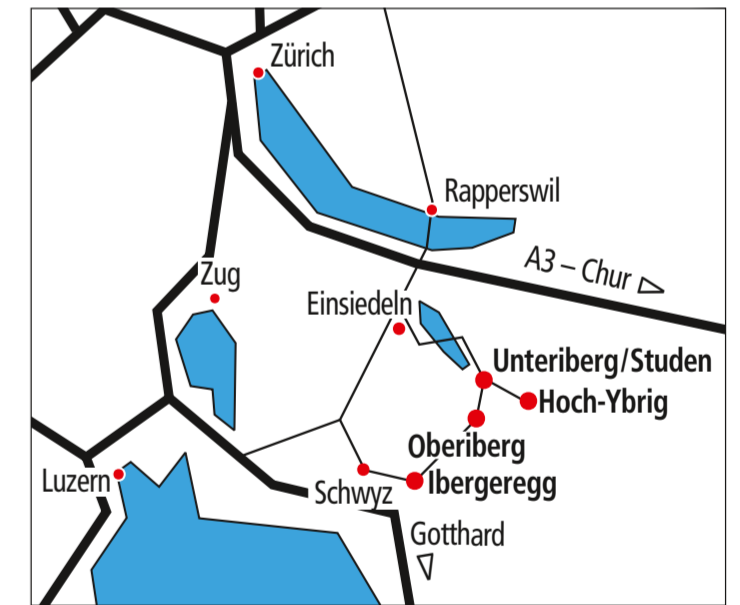 Zürich
Rapperswil
A3 – Chur
Zug
Einsiedeln
Unteriberg/Studen
Hoch-Ybrig
Oberiberg
Luzern
Schwyz
Ibergeregg
Gotthard